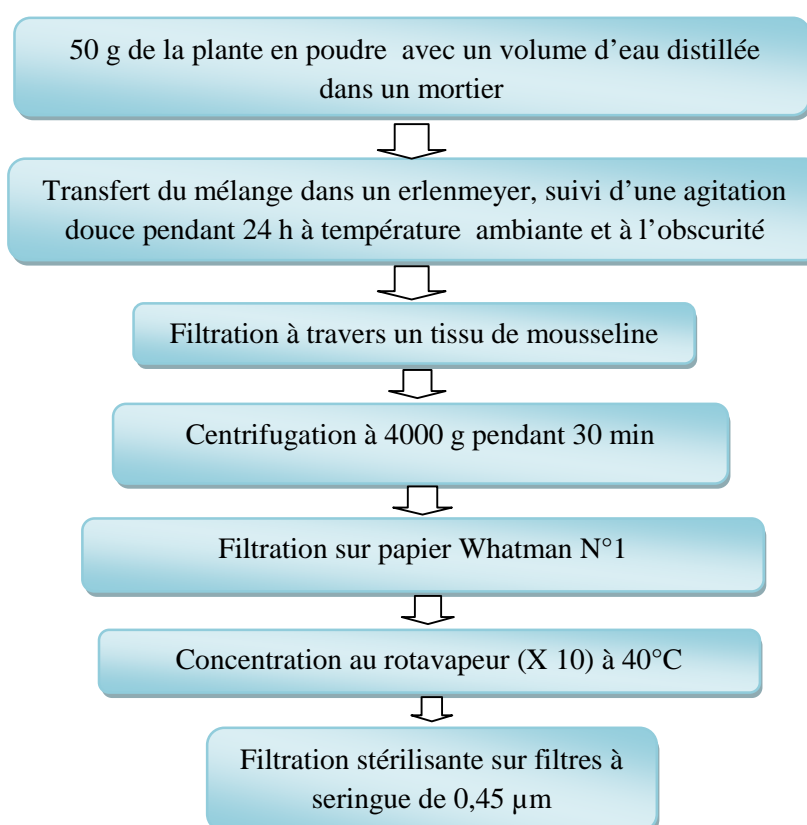 50 g de la plante en poudre avec un volume d'eau distillée
dans un mortier
Transfert du mélange dans un erlenmeyer, suivi d'une agitation
douce pendant 24 h à température ambiante et à l'obscurité
Filtration à travers un tissu de mousseline
Centrifugation à 4000 g pendant 30 min
Filtration sur papier Whatman N°1
Concentration au rotavapeur (X 10) à 40°C
Filtration stérilisante sur filtres à
seringue de 0,45 µm